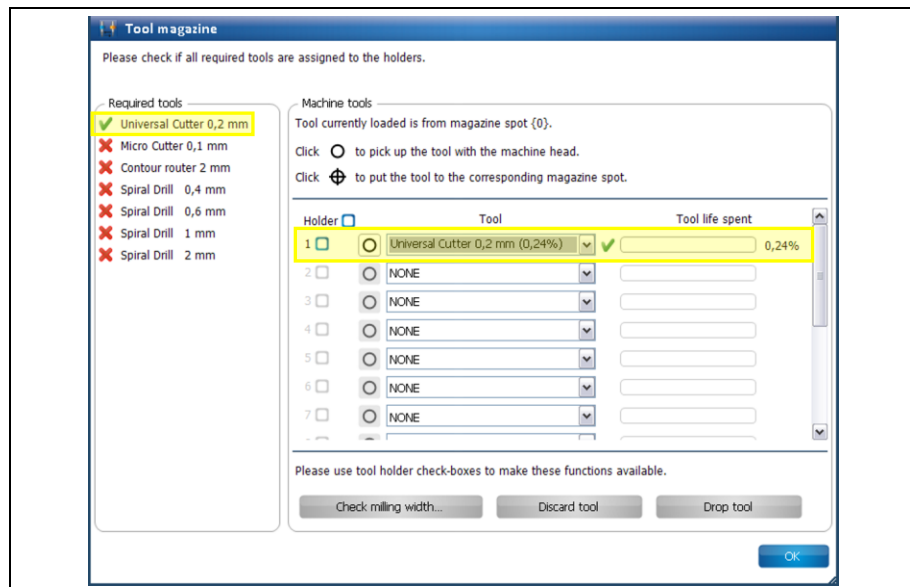 Tool magazine
Please check if all required tools are assigned to the holders.
Required tools
Universal Cutter 0,2 mm
Micro Cutter 0,1 mm
Contour router 2 mm
Spiral Drill 0,4 mm
Spiral Drill 0,6 mm
Spiral Drill 1 mm
Spiral Drill 2 mm
Machine tools
Tool currently loaded is from magazine spot {0}.
Click to pick up the tool with the machine head.
Click to put the tool to the corresponding magazine spot.
Holder Tool Tool life spent
1 Universal Cutter 0,2 mm (0,24%) 0,24%
2 NONE
3 NONE
4 NONE
5 NONE
6 NONE
7 NONE
Please use tool holder check-boxes to make these functions available.
Check milling width... Discard tool Drop tool
OK